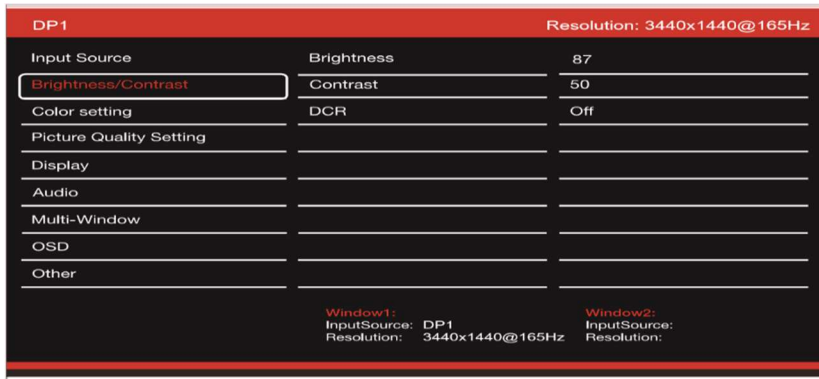 DP1 Resolution: 3440x1440@165Hz
Input Source Brightness 87
Brightness/Contrast Contrast 50
Color setting DCR Off
Picture Quality Setting
Display
Audio
Multi-Window
OSD
Other
Window1: Window2:
InputSource: DP1 InputSource:
Resolution: 3440x1440@165Hz Resolution: